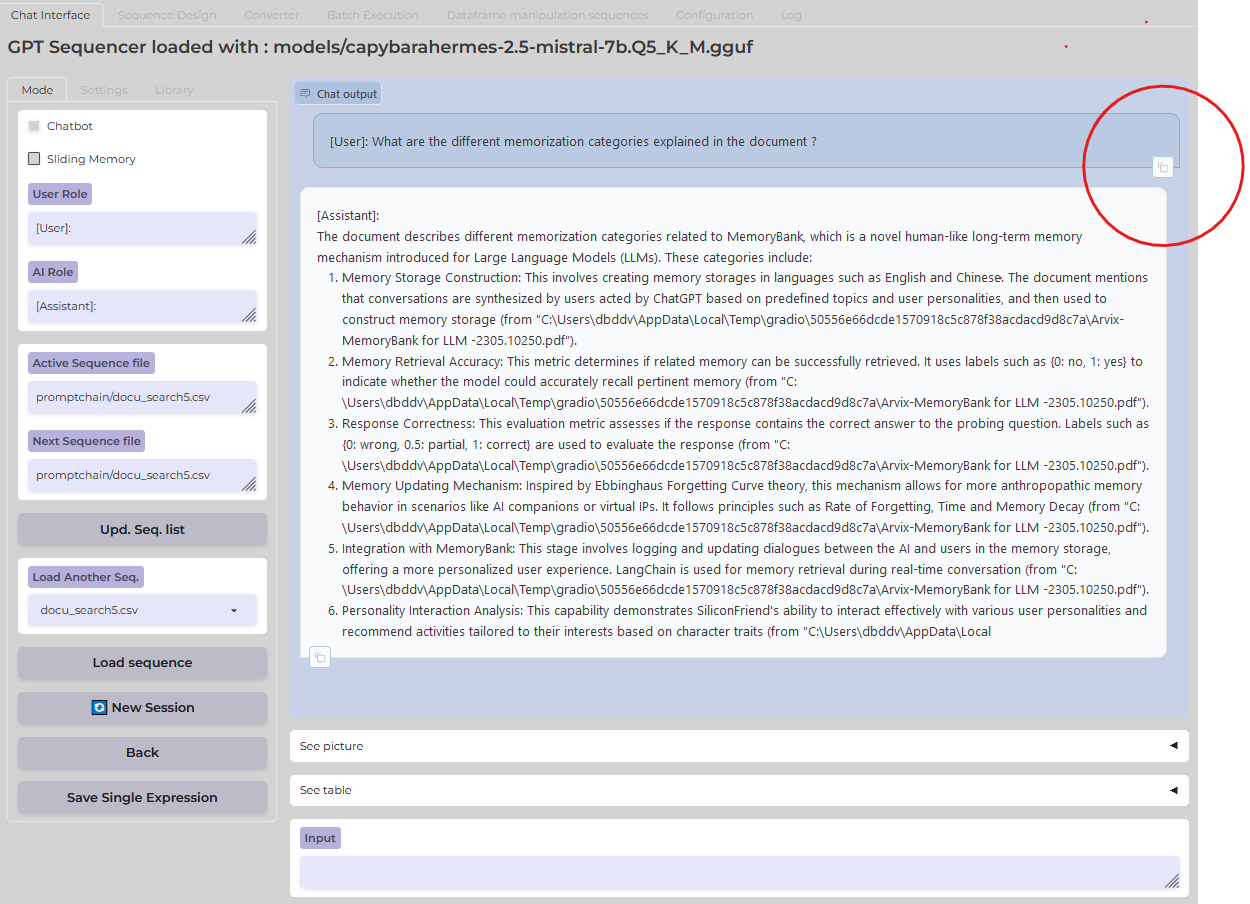 Chat Interface Sequence Design Converter Batch Execution Dataframe manipulation sequences Configuration Log
GPT Sequencer loaded with : models/capybarahermes-2.5-mistral-7b.Q5_K_M.gguf
Mode Settings Library
Chatbot
Sliding Memory
User Role
[User]:
AI Role
[Assistant]:
Active Sequence file
promptchain/docu_search5.csv
Next Sequence file
promptchain/docu_search5.csv
Upd. Seq. list
Load Another Seq.
docu_search5.csv
Load sequence
New Session
Back
Save Single Expression
Chat output
[User]: What are the different memorization categories explained in the document ?
[Assistant]:
The document describes different memorization categories related to MemoryBank, which is a novel human-like long-term memory
mechanism introduced for Large Language Models (LLMs). These categories include:
1. Memory Storage Construction: This involves creating memory storages in languages such as English and Chinese. The document mentions
that conversations are synthesized by users acted by ChatGPT based on predefined topics and user personalities, and then used to
construct memory storage (from "C:\Users\dbddv\AppData\Local\Temp\gradio\50556e66dcde1570918c5c878f38acdacd9d8c7a\Arvix-
MemoryBank for LLM -2305.10250.pdf").
2. Memory Retrieval Accuracy: This metric determines if related memory can be successfully retrieved. It uses labels such as {0: no, 1: yes} to
indicate whether the model could accurately recall pertinent memory (from "C:
\Users\dbddv\AppData\Local\Temp\gradio\50556e66dcde1570918c5c878f38acdacd9d8c7a\Arvix-MemoryBank for LLM -2305.10250.pdf").
3. Response Correctness: This evaluation metric assesses if the response contains the correct answer to the probing question. Labels such as
{0: wrong, 0.5: partial, 1: correct} are used to evaluate the response (from "C:
\Users\dbddv\AppData\Local\Temp\gradio\50556e66dcde1570918c5c878f38acdacd9d8c7a\Arvix-MemoryBank for LLM -2305.10250.pdf").
4. Memory Updating Mechanism: Inspired by Ebbinghaus Forgetting Curve theory, this mechanism allows for more anthropopathic memory
behavior in scenarios like AI companions or virtual IPs. It follows principles such as Rate of Forgetting, Time and Memory Decay (from "C:
\Users\dbddv\AppData\Local\Temp\gradio\50556e66dcde1570918c5c878f38acdacd9d8c7a\Arvix-MemoryBank for LLM -2305.10250.pdf").
5. Integration with MemoryBank: This stage involves logging and updating dialogues between the AI and users in the memory storage,
offering a more personalized user experience. LangChain is used for memory retrieval during real-time conversation (from "C:
\Users\dbddv\AppData\Local\Temp\gradio\50556e66dcde1570918c5c878f38acdacd9d8c7a\Arvix-MemoryBank for LLM -2305.10250.pdf").
6. Personality Interaction Analysis: This capability demonstrates SiliconFriend's ability to interact effectively with various user personalities and
recommend activities tailored to their interests based on character traits (from "C:\Users\dbddv\AppData\Local
See picture
See table
Input